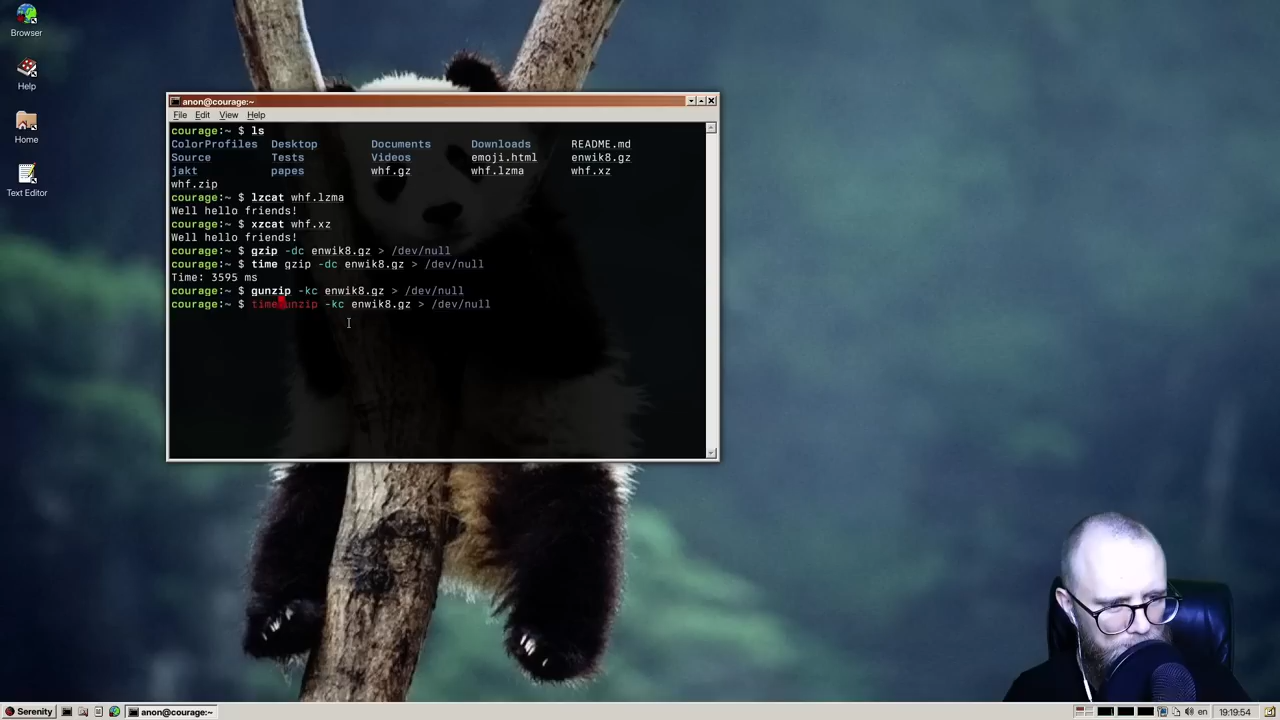 Browser
Help
Home
Text Editor
anon@courage:~
File Edit View Help
courage:~ $ ls
ColorProfiles Desktop Documents Downloads README.md
Source Tests Videos emoji.html enwik8.gz
jakt papes whf.gz whf.lzma whf.xz
whf.zip
courage:~ $ lzcat whf.lzma
Well hello friends!
courage:~ $ xzcat whf.xz
Well hello friends!
courage:~ $ gzip -dc enwik8.gz > /dev/null
courage:~ $ time gzip -dc enwik8.gz > /dev/null
Time: 3595 ms
courage:~ $ gunzip -kc enwik8.gz > /dev/null
courage:~ $ time unzip -kc enwik8.gz > /dev/null
Serenity
anon@courage:~
en
19:19:54